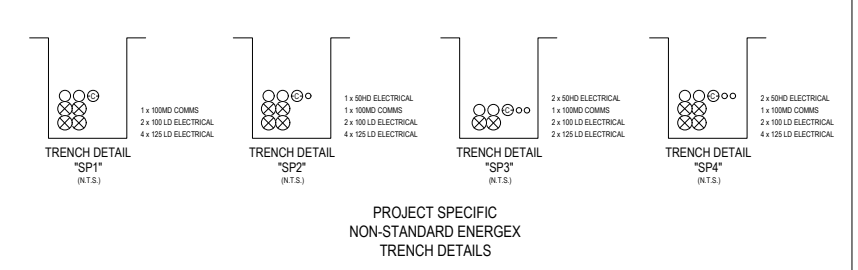 C
1 x 100MD COMMS
2 x 100 LD ELECTRICAL
4 x 125 LD ELECTRICAL
TRENCH DETAIL
"SP1"
(N.T.S.)
C
1 x 50HD ELECTRICAL
1 x 100MD COMMS
2 x 100 LD ELECTRICAL
4 x 125 LD ELECTRICAL
TRENCH DETAIL
"SP2"
(N.T.S.)
C
2 x 50HD ELECTRICAL
1 x 100MD COMMS
2 x 100 LD ELECTRICAL
2 x 125 LD ELECTRICAL
TRENCH DETAIL
"SP3"
(N.T.S.)
C
2 x 50HD ELECTRICAL
1 x 100MD COMMS
2 x 100 LD ELECTRICAL
4 x 125 LD ELECTRICAL
TRENCH DETAIL
"SP4"
(N.T.S.)
PROJECT SPECIFIC
NON-STANDARD ENERGEX
TRENCH DETAILS